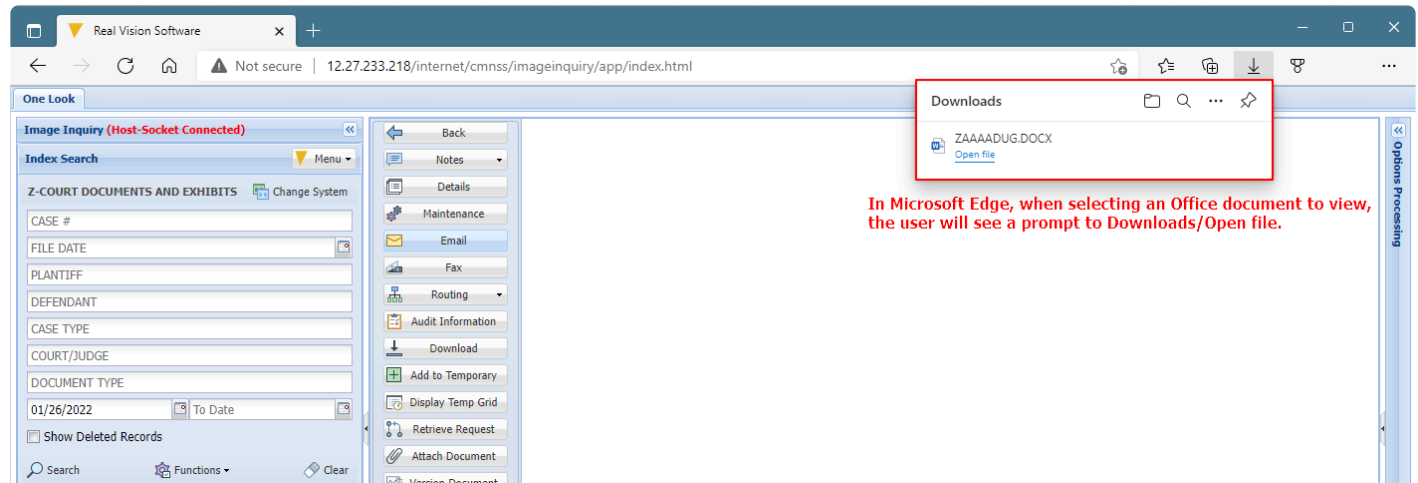 Real Vision Software
Not secure | 12.27.233.218/internet/cmnss/imageinquiry/app/index.html
One Look
Downloads
ZAAAADUG.DOCX
Open file
Image Inquiry (Host-Socket Connected)
Index Search
Menu
Z-COURT DOCUMENTS AND EXHIBITS
Change System
CASE #
FILE DATE
PLANTIFF
DEFENDANT
CASE TYPE
COURT/JUDGE
DOCUMENT TYPE
01/26/2022
To Date
Show Deleted Records
Search
Functions
Clear
Back
Notes
Details
Maintenance
Email
Fax
Routing
Audit Information
Download
Add to Temporary
Display Temp Grid
Retrieve Request
Attach Document
Version Document
In Microsoft Edge, when selecting an Office document to view,
the user will see a prompt to Downloads/Open file.
Options Processing